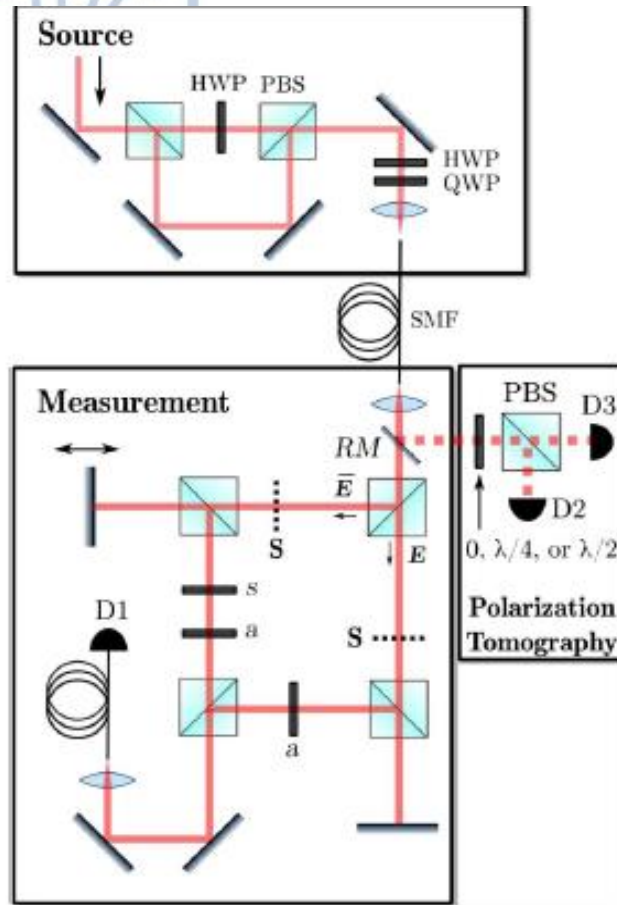 Source
HWP
PBS
HWP
QWP
SMF
Measurement
RM
E̅
E
S
s
a
S
D1
a
PBS
D3
D2
0, λ/4, or λ/2
Polarization
Tomography